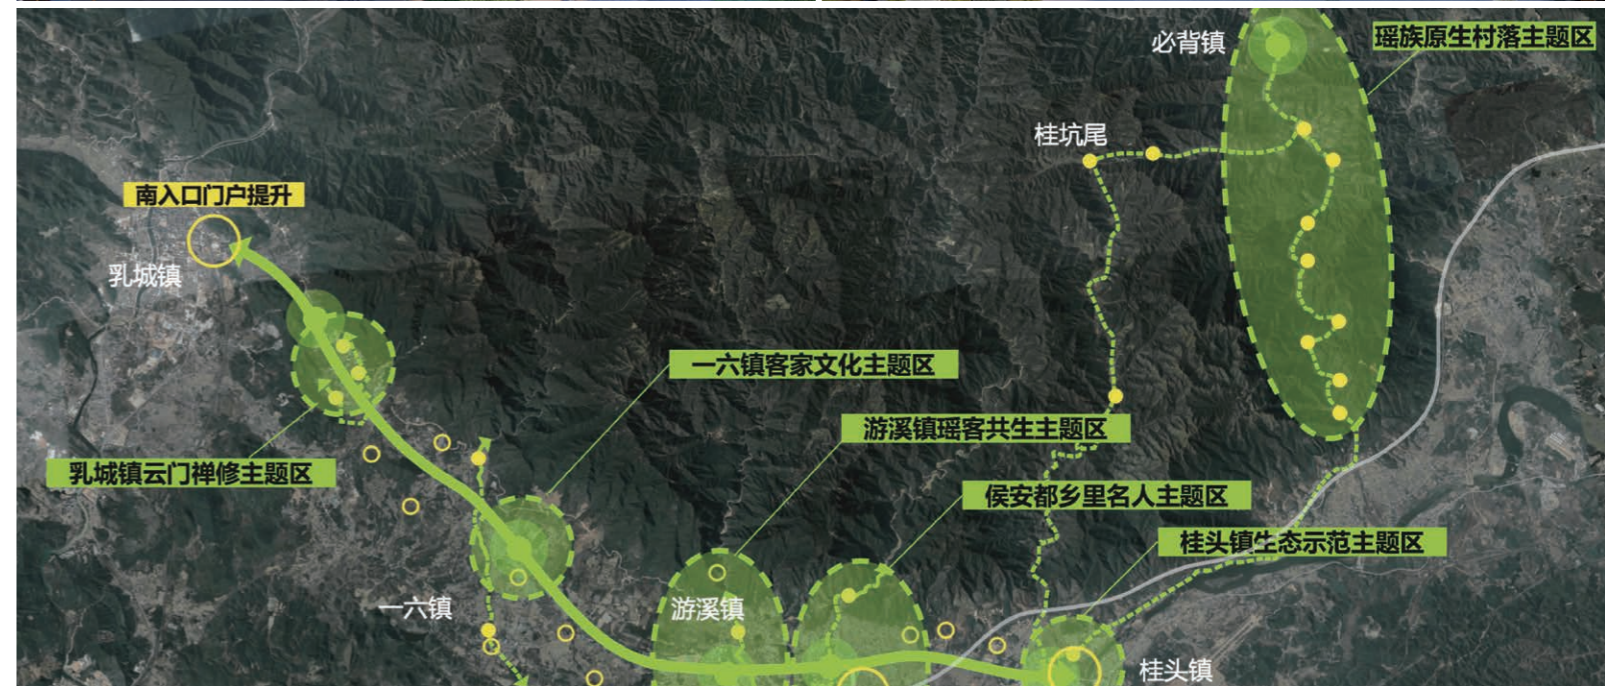 必背镇
瑶族原生村落主题区
桂坑尾
南入口门户提升
乳城镇
一六镇客家文化主题区
游溪镇瑶客共生主题区
乳城镇云门禅修主题区
侯安都乡里名人主题区
桂头镇生态示范主题区
一六镇
游溪镇
桂头镇